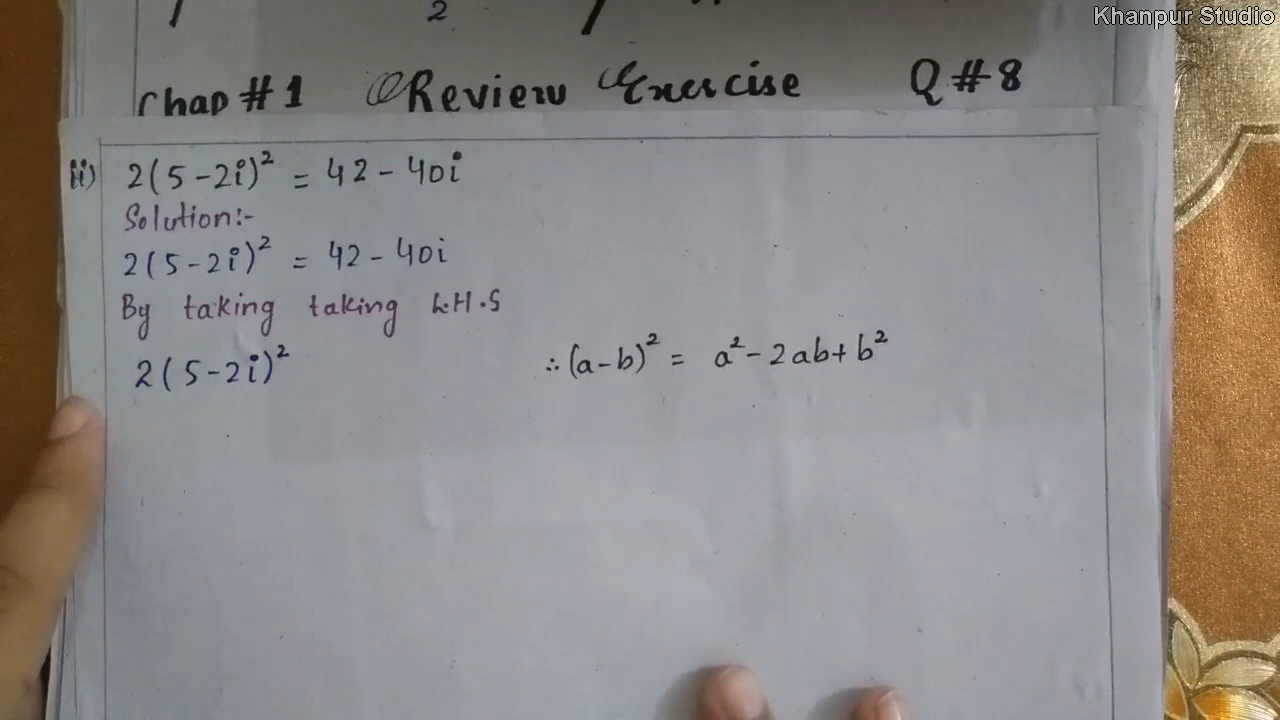 Khanpur Studio
2
Chap # 1 Review Exercise Q # 8
ii) 2(5-2i)² = 42 - 40i
Solution:-
2(5-2i)² = 42 - 40i
By taking taking L.H.S
2(5-2i)² ∴ (a-b)² = a² - 2ab + b²